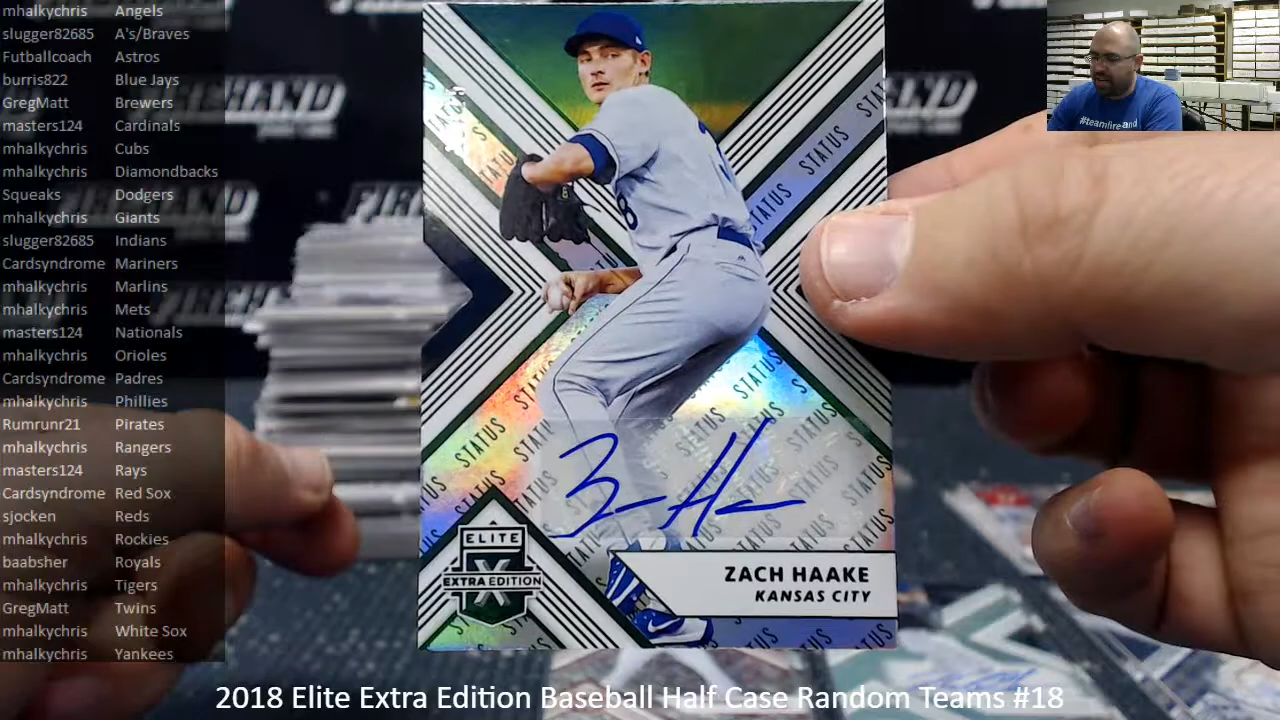 mhalkychris Angels
slugger82685 A's/Braves
Futballcoach Astros
burris822 Blue Jays
GregMatt Brewers
masters124 Cardinals
mhalkychris Cubs
mhalkychris Diamondbacks
Squeaks Dodgers
mhalkychris Giants
slugger82685 Indians
Cardsyndrome Mariners
mhalkychris Marlins
mhalkychris Mets
masters124 Nationals
mhalkychris Orioles
Cardsyndrome Padres
mhalkychris Phillies
Rumrunr21 Pirates
mhalkychris Rangers
masters124 Rays
Cardsyndrome Red Sox
sjocken Reds
mhalkychris Rockies
baabsher Royals
mhalkychris Tigers
GregMatt Twins
mhalkychris White Sox
mhalkychris Yankees
STATUS STATUS
STATUS STATUS STATUS
ELITE
EXTRA EDITION
X
ZACH HAAKE
KANSAS CITY
2018 Elite Extra Edition Baseball Half Case Random Teams #18